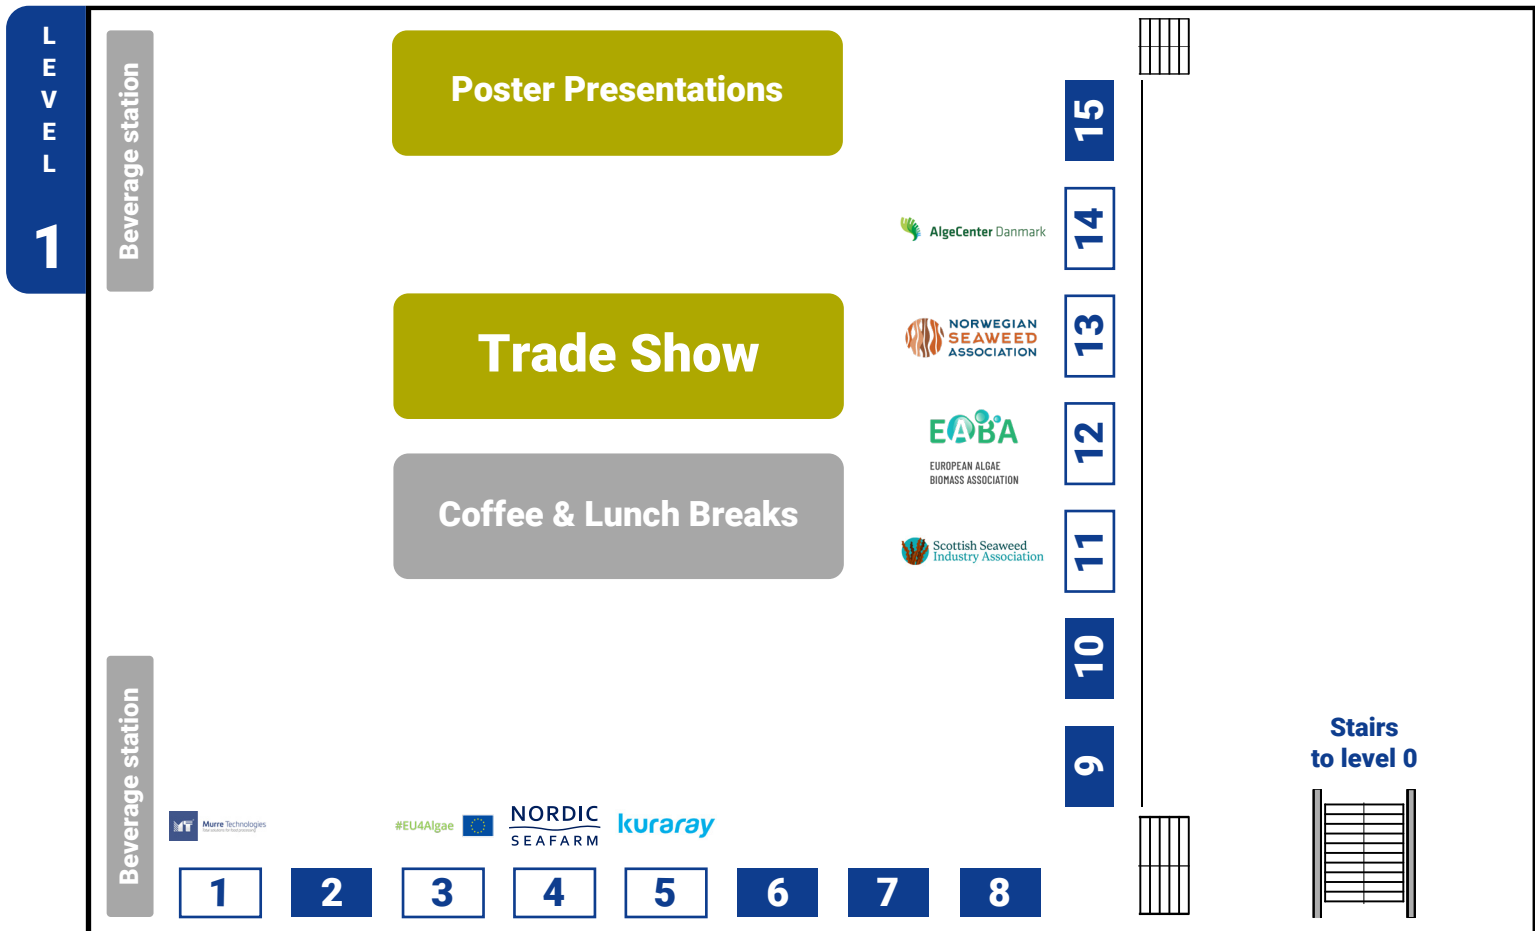 LEVEL
1
Beverage station
Poster Presentations
15
AlgeCenter Danmark
14
Trade Show
NORWEGIAN
SEAWEED
ASSOCIATION
13
EABA
EUROPEAN ALGAE
BIOMASS ASSOCIATION
12
Coffee & Lunch Breaks
Scottish Seaweed
Industry Association
11
10
9
Beverage station
Stairs
to level 0
MT
Murre Technologies
#EU4Algae
NORDIC
SEAFARM
kuraray
1
2
3
4
5
6
7
8